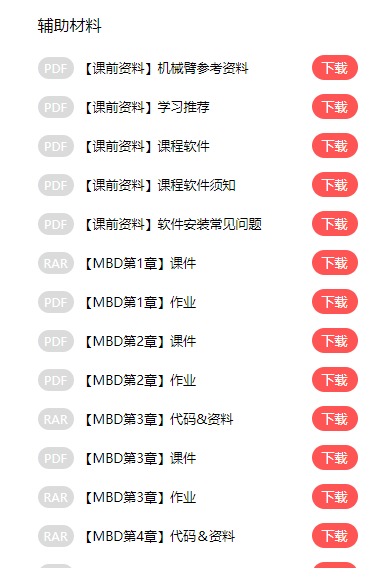 辅助材料
PDF 【课前资料】机械臂参考资料 下载
PDF 【课前资料】学习推荐 下载
PDF 【课前资料】课程软件 下载
PDF 【课前资料】课程软件须知 下载
PDF 【课前资料】软件安装常见问题 下载
RAR 【MBD第1章】课件 下载
PDF 【MBD第1章】作业 下载
PDF 【MBD第2章】课件 下载
PDF 【MBD第2章】作业 下载
RAR 【MBD第3章】代码&资料 下载
PDF 【MBD第3章】课件 下载
RAR 【MBD第3章】作业 下载
RAR 【MBD第4章】代码＆资料 下载